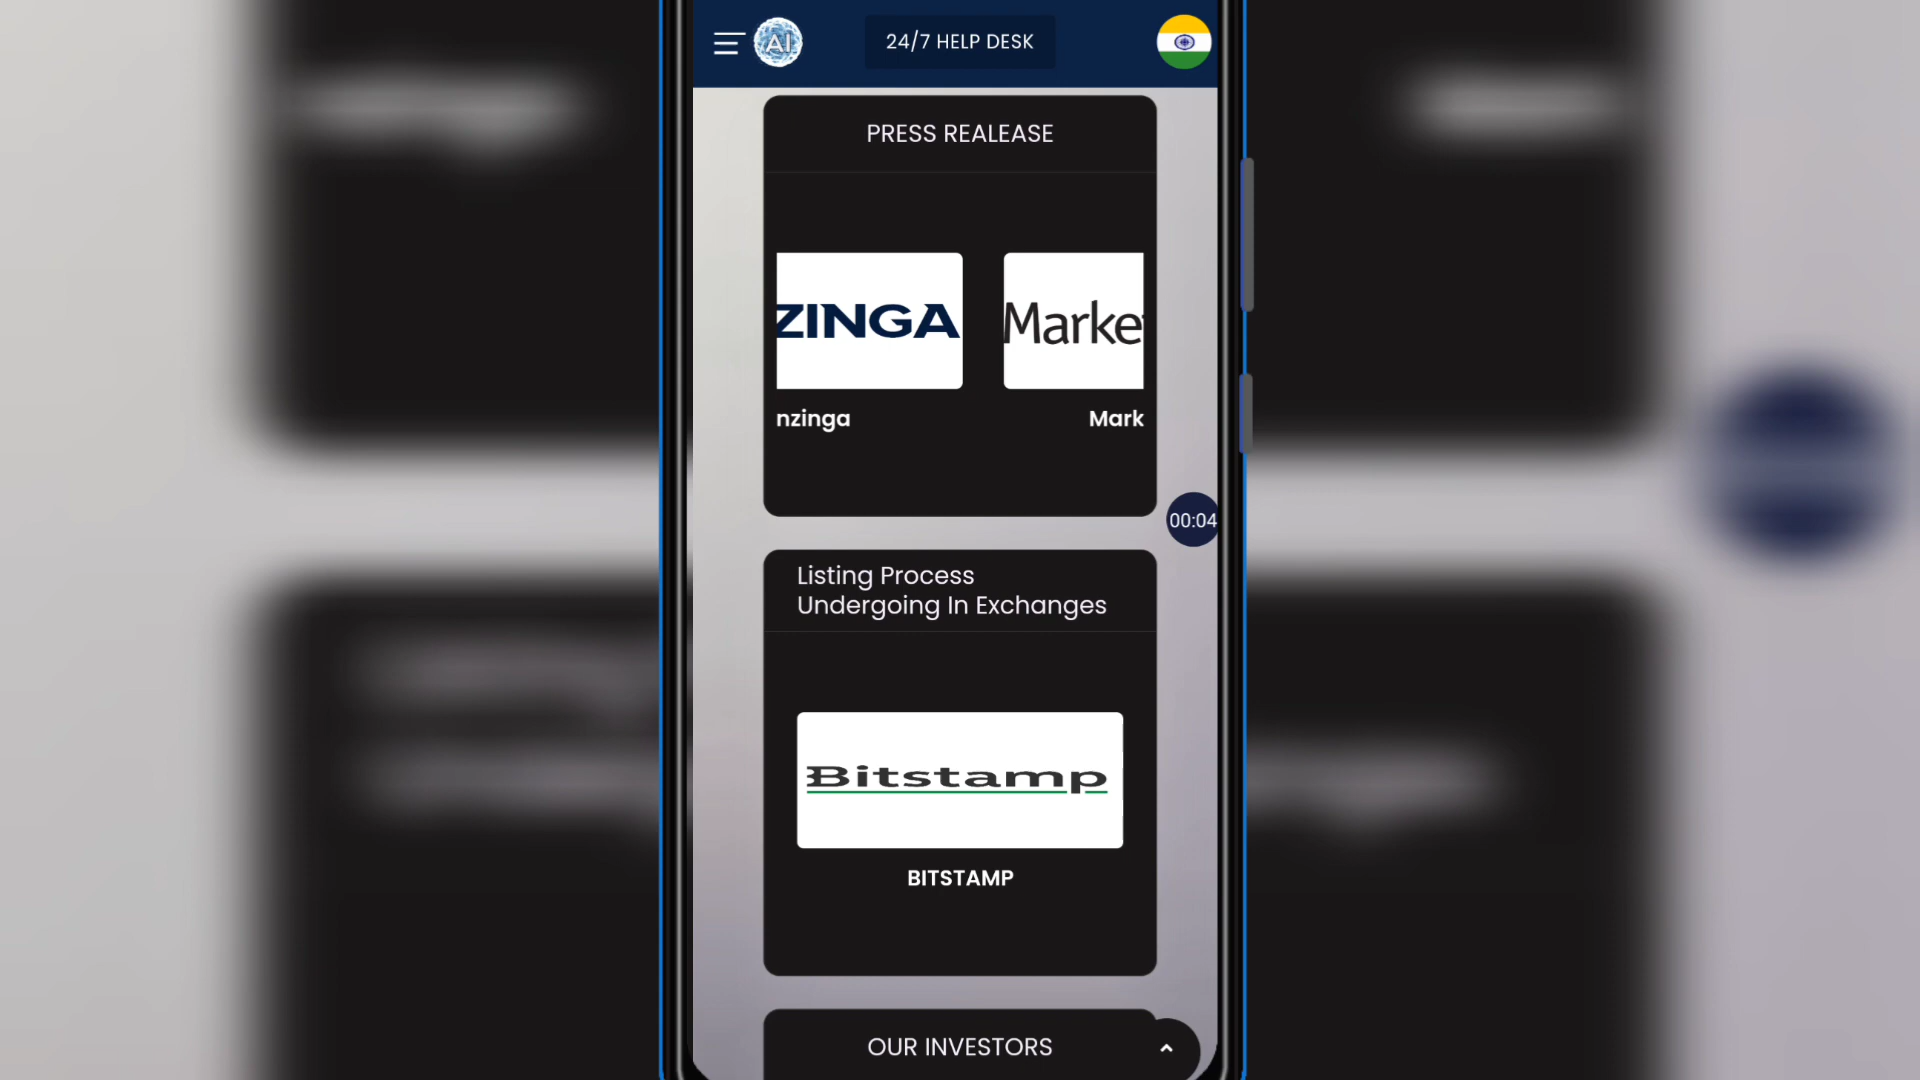 AI
24/7 HELP DESK
PRESS REALEASE
ZINGA
Marke
nzinga
Mark
00:04
Listing Process
Undergoing In Exchanges
Bitstamp
BITSTAMP
OUR INVESTORS